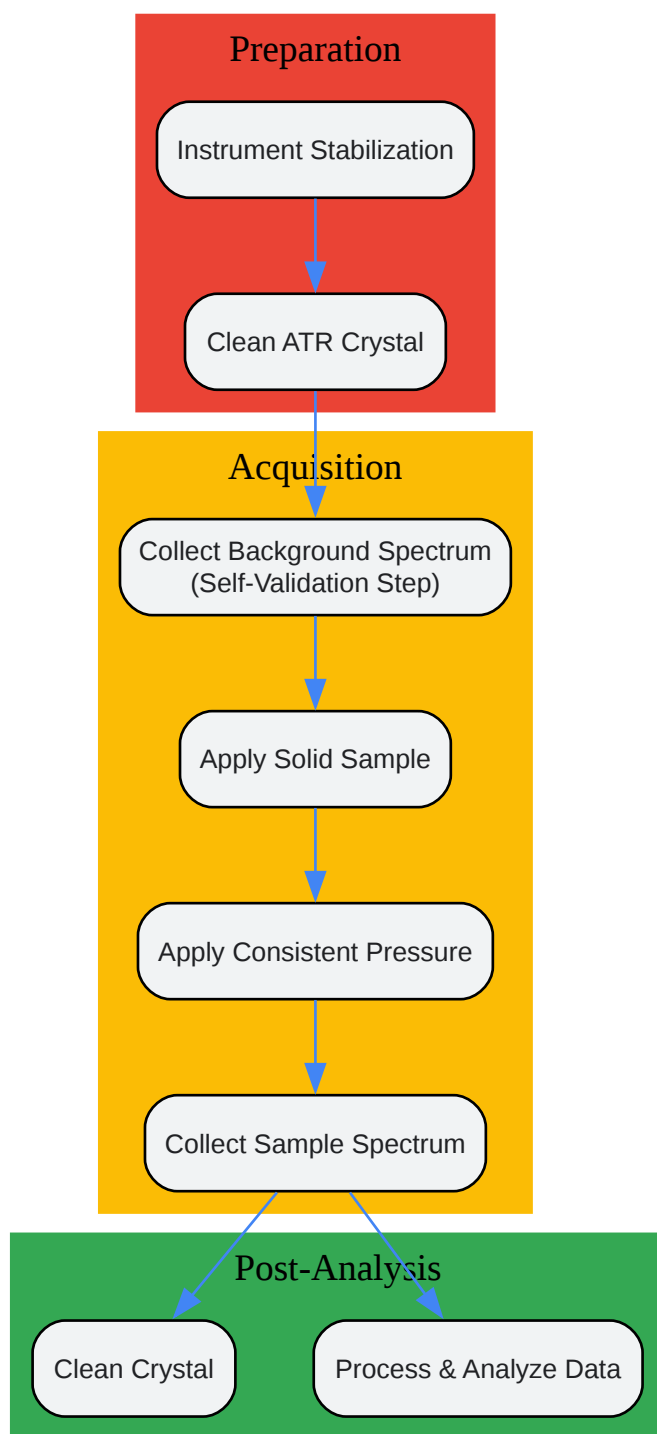 Preparation
Instrument Stabilization
Clean ATR Crystal
Acquisition
Collect Background Spectrum
(Self-Validation Step)
Apply Solid Sample
Apply Consistent Pressure
Collect Sample Spectrum
Post-Analysis
Clean Crystal
Process & Analyze Data